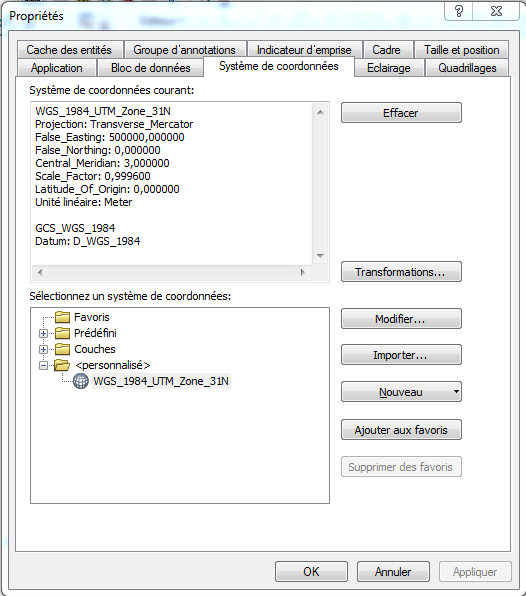 Propriétés
Cache des entités
Groupe d'annotations
Indicateur d'emprise
Cadre
Taille et position
Application
Bloc de données
Système de coordonnées
Eclairage
Quadrillages
Système de coordonnées courant:
WGS_1984_UTM_Zone_31N
Projection: Transverse_Mercator
False_Easting: 500000,000000
False_Northing: 0,000000
Central_Meridian: 3,000000
Scale_Factor: 0,999600
Latitude_Of_Origin: 0,000000
Unité linéaire: Meter
GCS_WGS_1984
Datum: D_WGS_1984
Effacer
Transformations...
Sélectionnez un système de coordonnées:
Favoris
Prédéfini
Couches
<personnalisé>
WGS_1984_UTM_Zone_31N
Modifier...
Importer...
Nouveau
Ajouter aux favoris
Supprimer des favoris
OK
Annuler
Appliquer